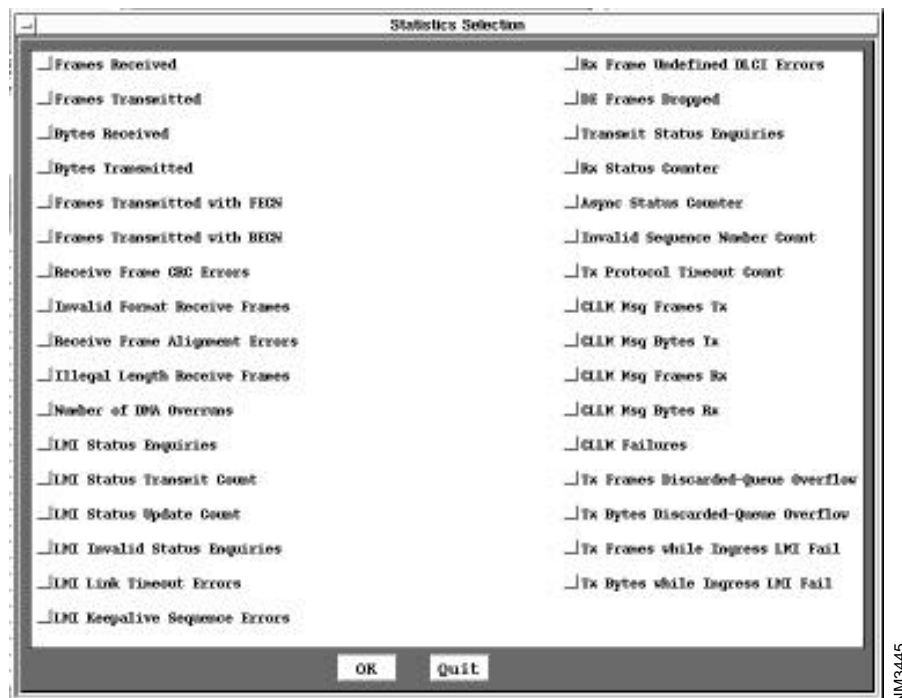 Statistics Selection
Frames Received
Frames Transmitted
Bytes Received
Bytes Transmitted
Frames Transmitted with FECN
Frames Transmitted with BECN
Receive Frame CRC Errors
Invalid Format Receive Frames
Receive Frame Alignment Errors
Illegal Length Receive Frames
Number of DMA Overruns
LMI Status Enquiries
LMI Status Transmit Count
LMI Status Update Count
LMI Invalid Status Enquiries
LMI Link Timeout Errors
LMI Keepalive Sequence Errors
Rx Frame Undefined DLCI Errors
DE Frames Dropped
Transmit Status Enquiries
Rx Status Counter
Async Status Counter
Invalid Sequence Number Count
Tx Protocol Timeout Count
CLLM Msg Frames Tx
CLLM Msg Bytes Tx
CLLM Msg Frames Rx
CLLM Msg Bytes Rx
CLLM Failures
Tx Frames Discarded-Queue Overflow
Tx Bytes Discarded-Queue Overflow
Tx Frames while Ingress LMI Fail
Tx Bytes while Ingress LMI Fail
OK
Quit
NM3445